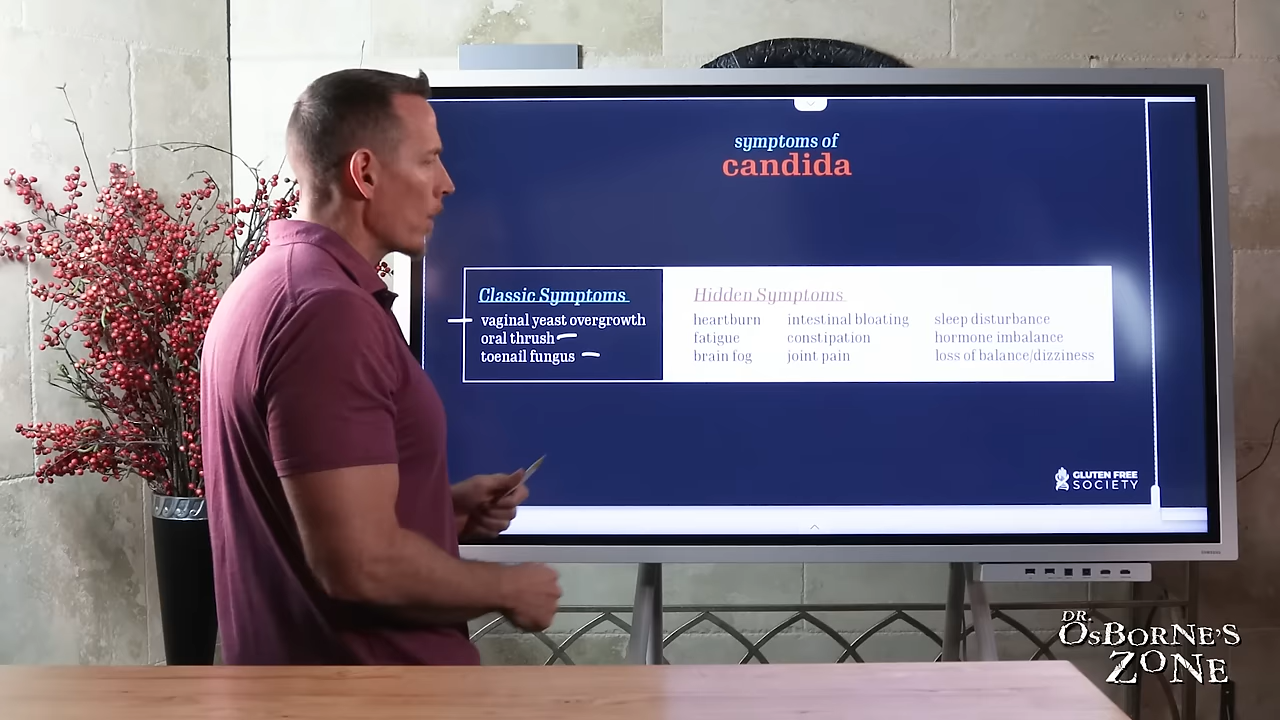 symptoms of
candida
Classic Symptoms
vaginal yeast overgrowth
oral thrush
toenail fungus
Hidden Symptoms
heartburn intestinal bloating sleep disturbance
fatigue constipation hormone imbalance
brain fog joint pain loss of balance/dizziness
GLUTEN FREE
SOCIETY
SAMSUNG
DR.
OSBORNE'S
ZONE